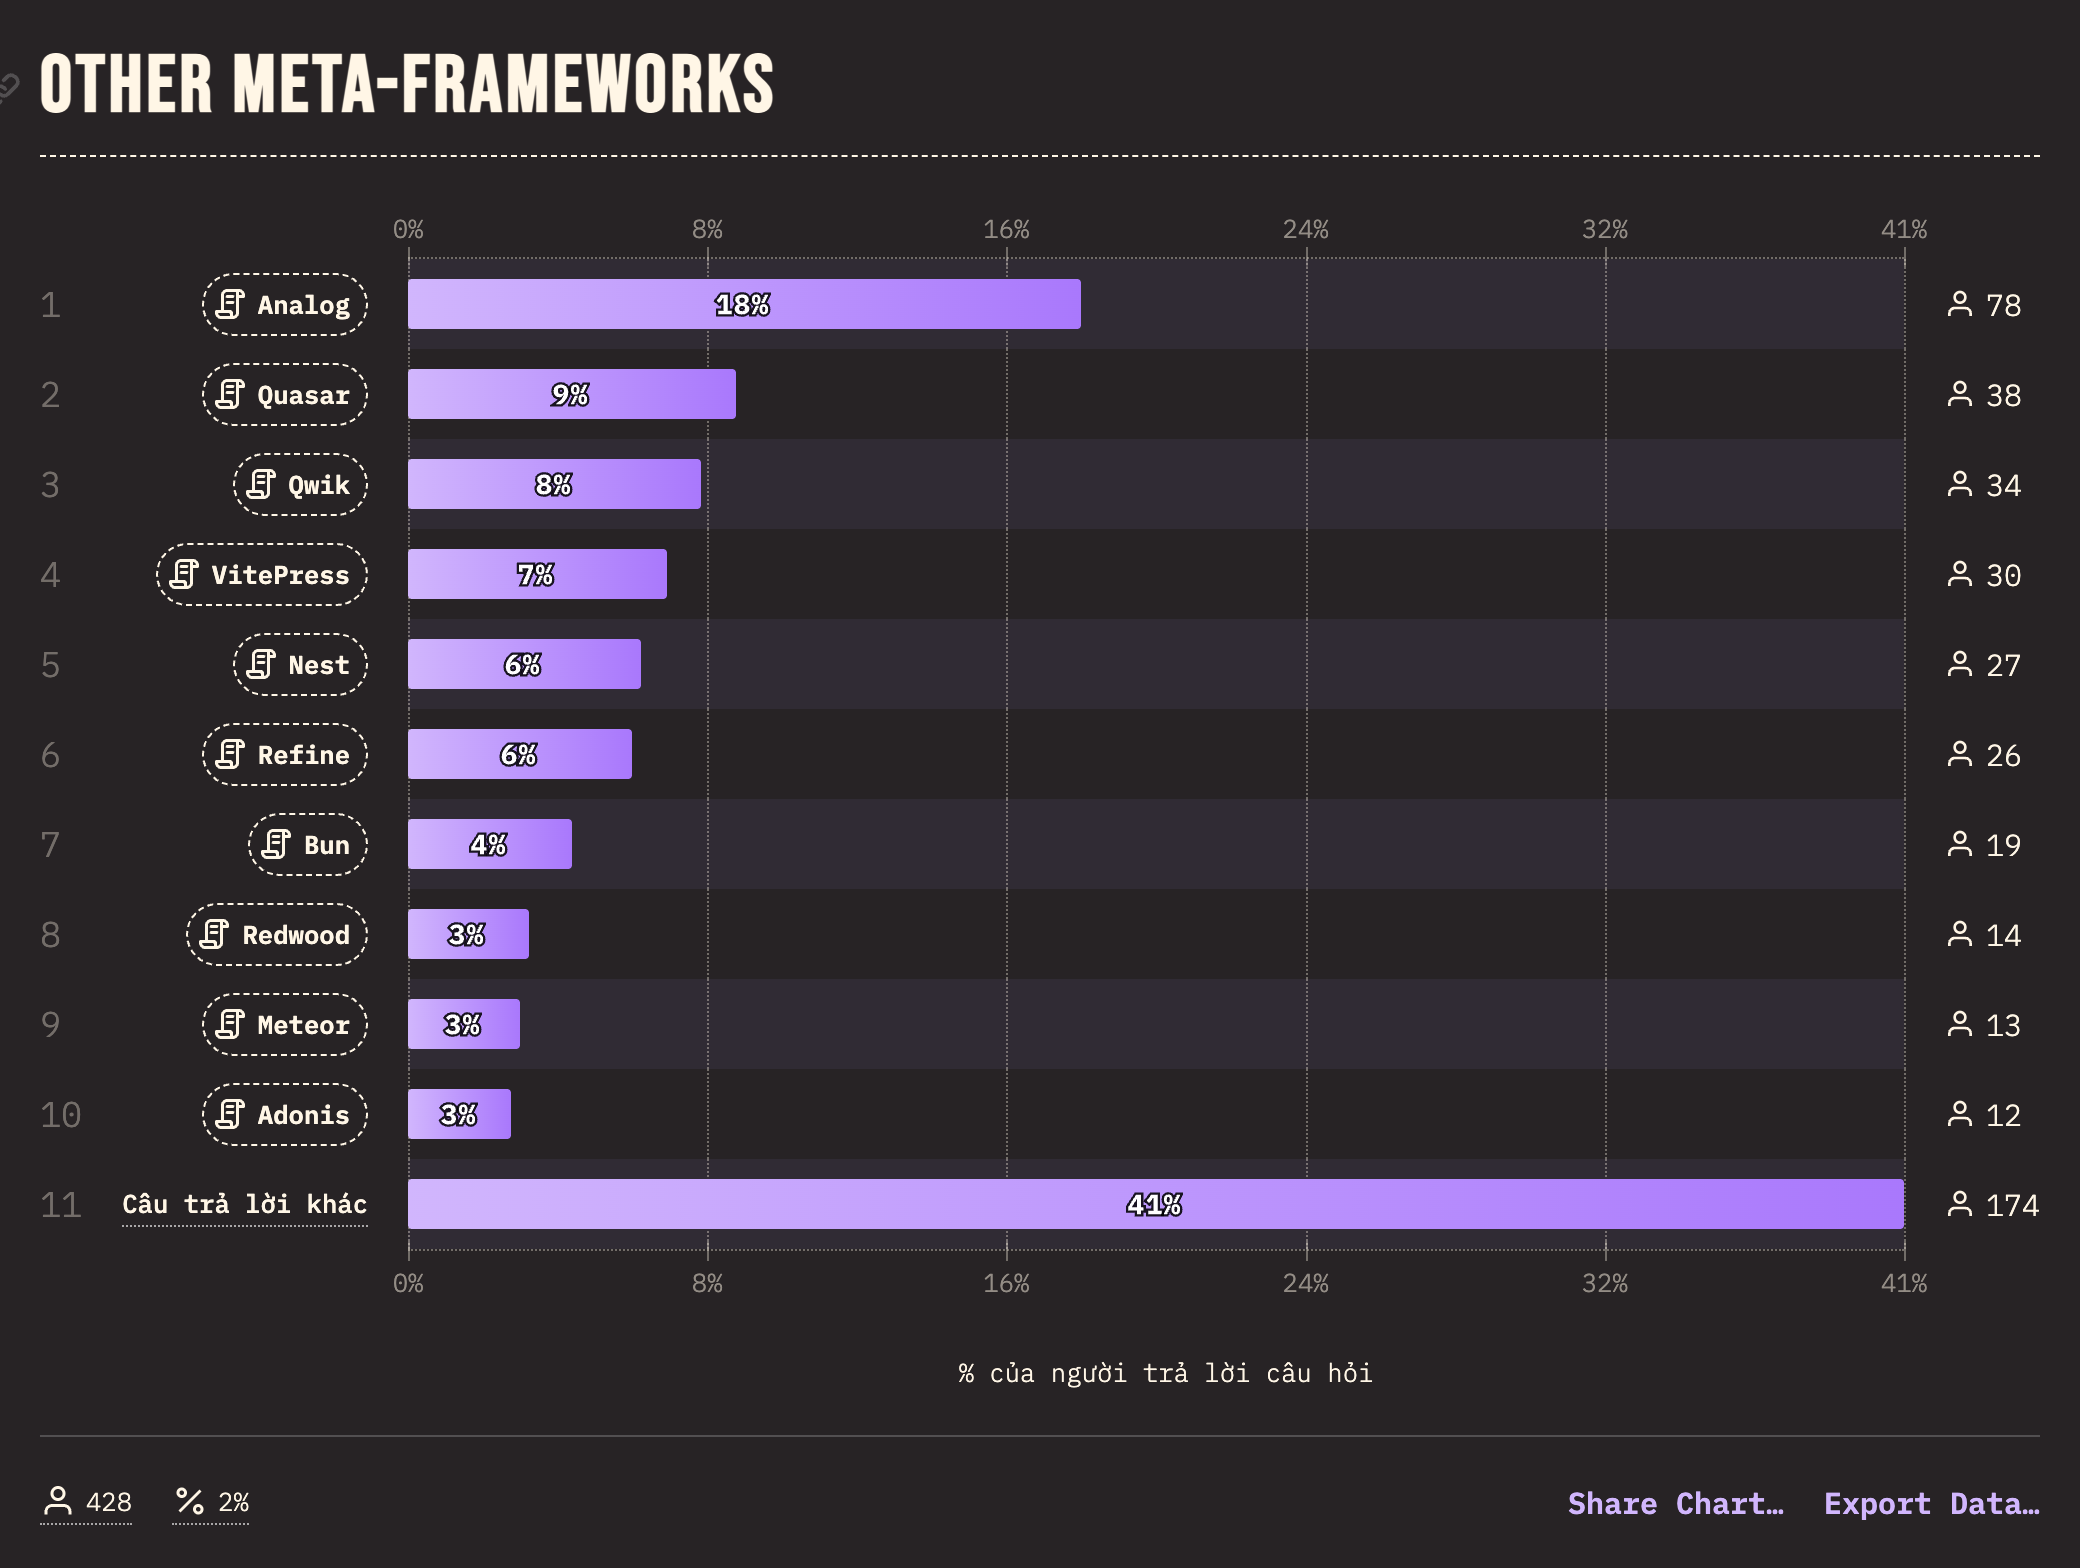 OTHER META-FRAMEWORKS
0% 8% 16% 24% 32% 41%
1 Analog 18% 78
2 Quasar 9% 38
3 Qwik 8% 34
4 VitePress 7% 30
5 Nest 6% 27
6 Refine 6% 26
7 Bun 4% 19
8 Redwood 3% 14
9 Meteor 3% 13
10 Adonis 3% 12
11 Câu trả lời khác 41% 174
0% 8% 16% 24% 32% 41%
% của người trả lời câu hỏi
428 2% Share Chart… Export Data…